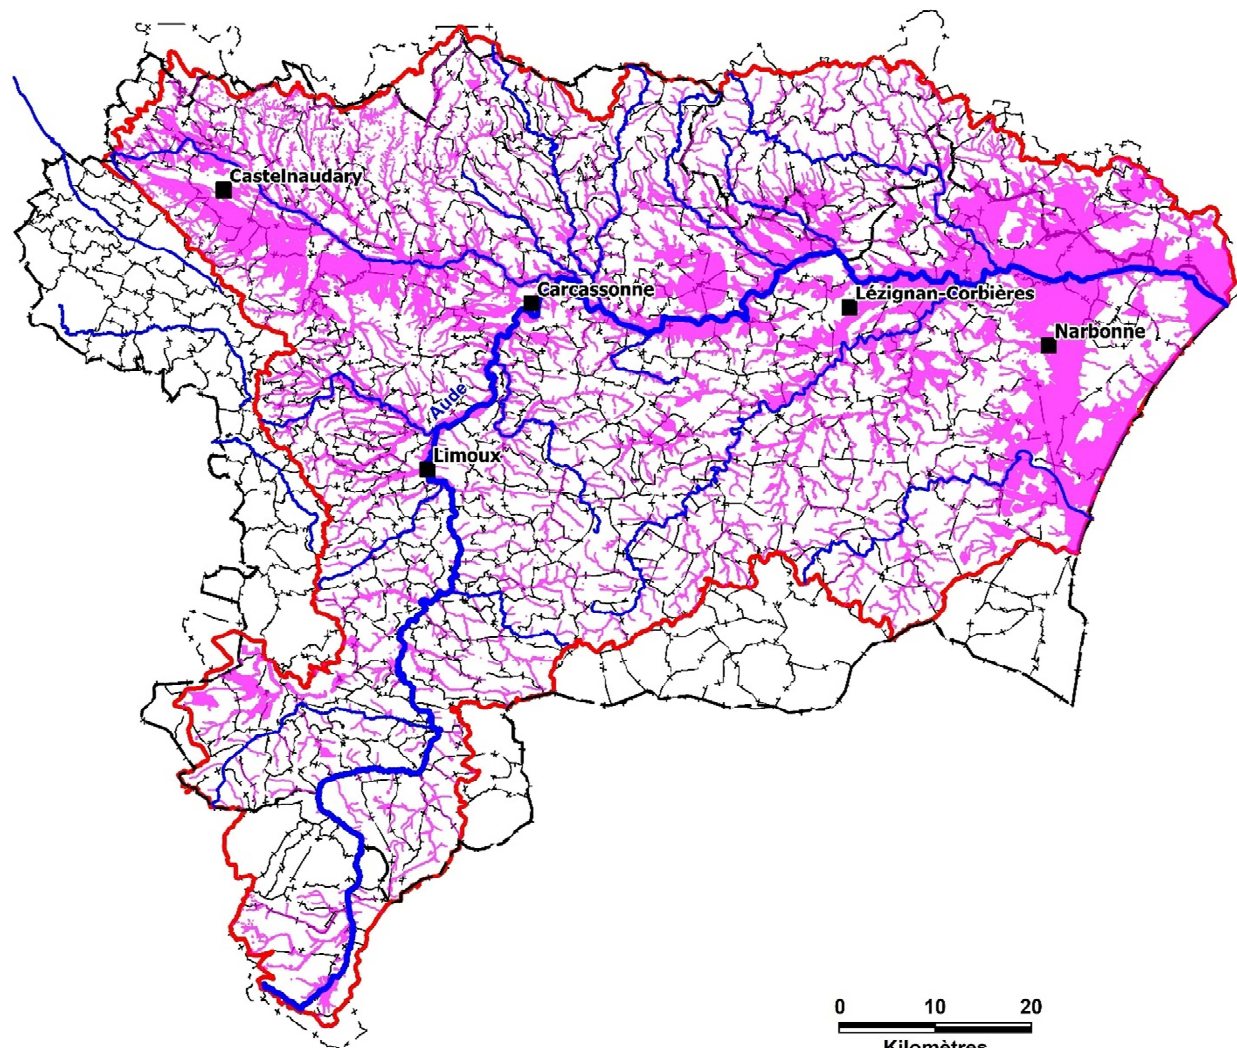 Castelnaudary
Carcassonne
Lézignan-Corbières
Narbonne
Aude
Limoux
0 10 20
Kilomètres